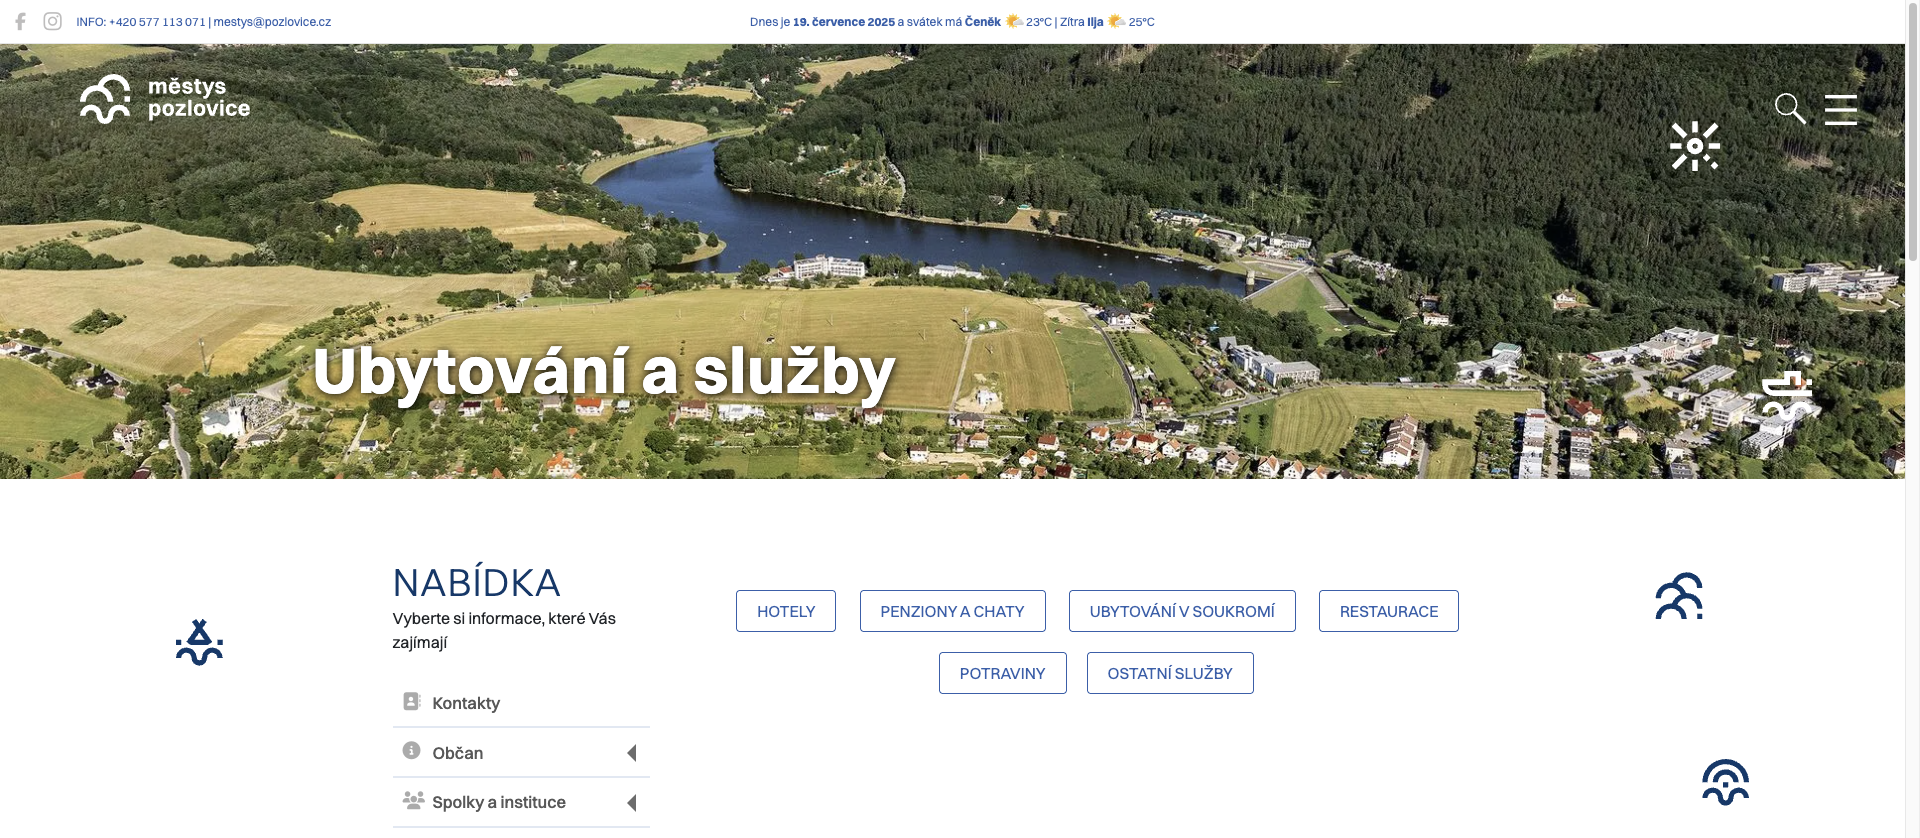 INFO: +420 577 113 071 | mestys@pozlovice.cz
Dnes je 19. července 2025 a svátek má Čeněk 23°C | Zítra Ilja 25°C
městys
pozlovice
Ubytování a služby
NABÍDKA
Vyberte si informace, které Vás
zajímají
Kontakty
Občan
Spolky a instituce
HOTELY
PENZIONY A CHATY
UBYTOVÁNÍ V SOUKROMÍ
RESTAURACE
POTRAVINY
OSTATNÍ SLUŽBY